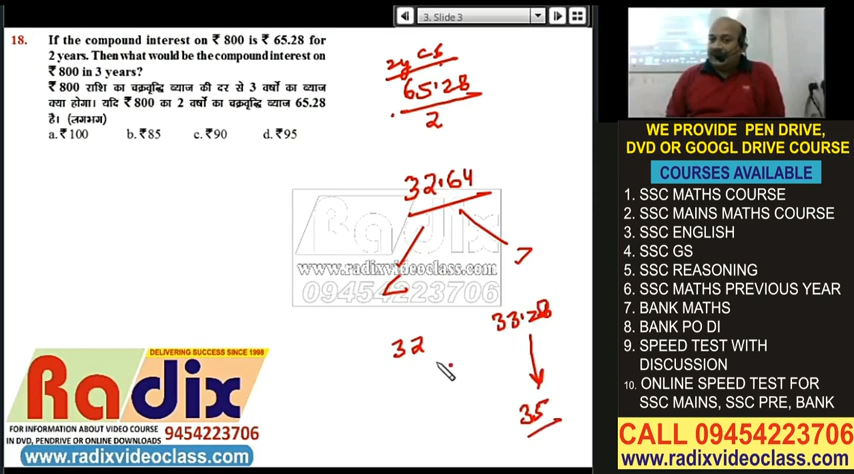 3. Slide 3
18. If the compound interest on ₹ 800 is ₹ 65.28 for
2 years. Then what would be the compound interest on
₹ 800 in 3 years?
₹ 800 राशि का चक्रवृद्धि ब्याज की दर से 3 वर्षो का ब्याज
क्या होगा। यदि ₹ 800 का 2 वर्षो का चक्रवृद्धि ब्याज 65.28
है। (लगभग)
a. ₹ 100 b. ₹85 c. ₹90 d. ₹95
65.28
2
32.64
33.28
32
35
Radix
www.radixvideoclass.com
09454223706
DELIVERING SUCCESS SINCE 1998
Radix
FOR INFORMATION ABOUT VIDEO COURSE
IN DVD, PENDRIVE OR ONLINE DOWNLOADS
9454223706
www.radixvideoclass.com
WE PROVIDE PEN DRIVE,
DVD OR GOOGL DRIVE COURSE
COURSES AVAILABLE
1. SSC MATHS COURSE
2. SSC MAINS MATHS COURSE
3. SSC ENGLISH
4. SSC GS
5. SSC REASONING
6. SSC MATHS PREVIOUS YEAR
7. BANK MATHS
8. BANK PO DI
9. SPEED TEST WITH
DISCUSSION
10. ONLINE SPEED TEST FOR
SSC MAINS, SSC PRE, BANK
CALL 09454223706
www.radixvideoclass.com